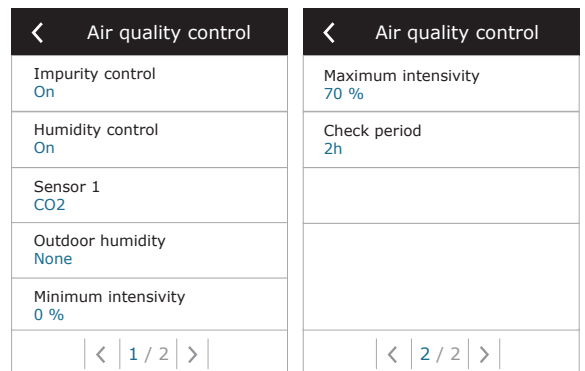 Air quality control
Impurity control
On
Humidity control
On
Sensor 1
CO2
Outdoor humidity
None
Minimum intensivity
0 %
1 / 2
Air quality control
Maximum intensivity
70 %
Check period
2h
2 / 2